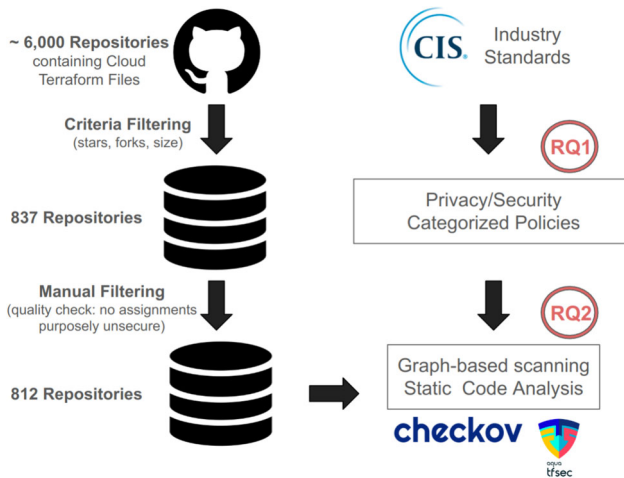 ~ 6,000 Repositories
containing Cloud
Terraform Files
Criteria Filtering
(stars, forks, size)
837 Repositories
Manual Filtering
(quality check: no assignments
purposely unsecure)
812 Repositories
CIS®
Industry
Standards
RQ1
Privacy/Security
Categorized Policies
RQ2
Graph-based scanning
Static Code Analysis
checkov
aqua
tfsec